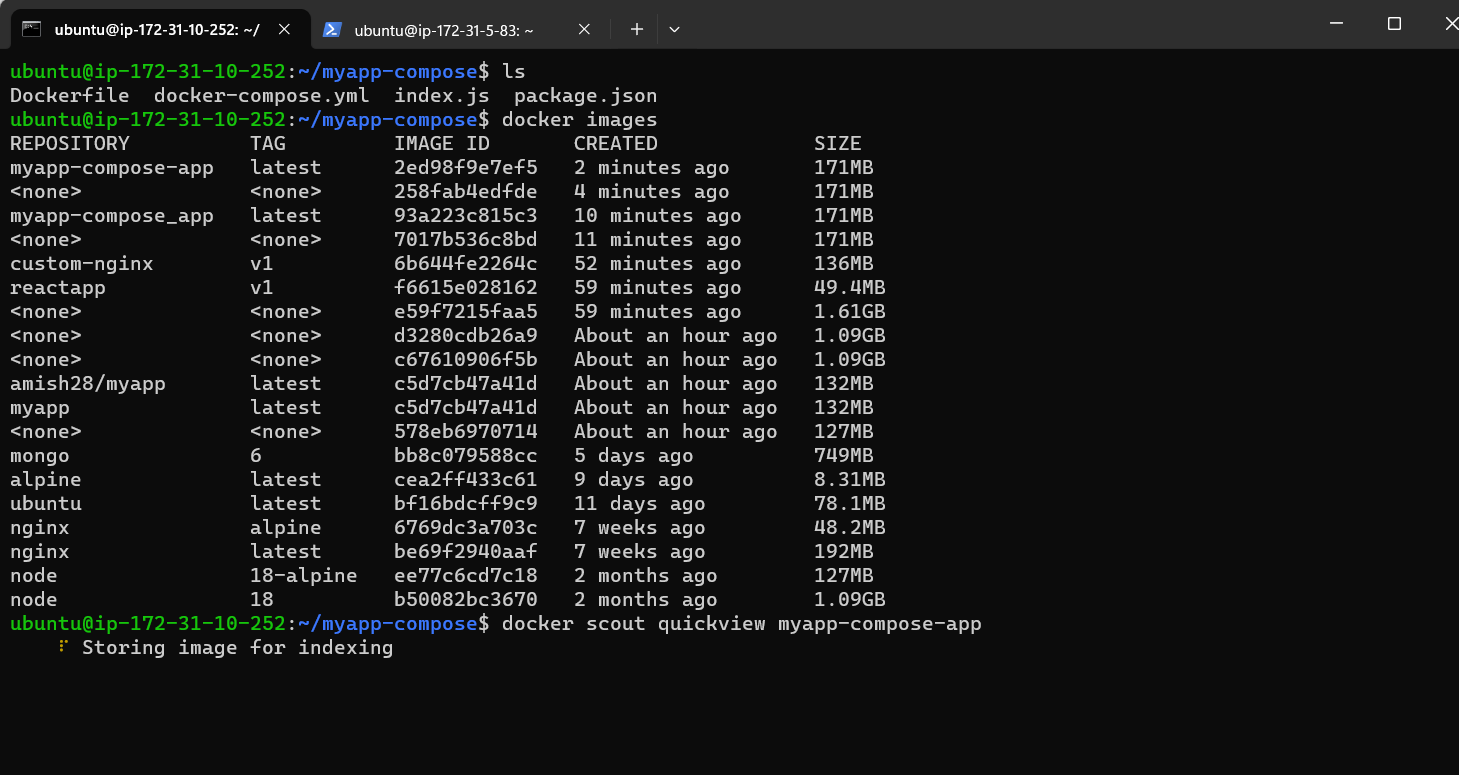 ubuntu@ip-172-31-10-252: ~/
ubuntu@ip-172-31-5-83: ~
ubuntu@ip-172-31-10-252:~/myapp-compose$ ls
Dockerfile  docker-compose.yml  index.js  package.json
ubuntu@ip-172-31-10-252:~/myapp-compose$ docker images
REPOSITORY          TAG         IMAGE ID       CREATED             SIZE
myapp-compose-app   latest      2ed98f9e7ef5   2 minutes ago       171MB
<none>              <none>      258fab4edfde   4 minutes ago       171MB
myapp-compose_app   latest      93a223c815c3   10 minutes ago      171MB
<none>              <none>      7017b536c8bd   11 minutes ago      171MB
custom-nginx        v1          6b644fe2264c   52 minutes ago      136MB
reactapp            v1          f6615e028162   59 minutes ago      49.4MB
<none>              <none>      e59f7215faa5   59 minutes ago      1.61GB
<none>              <none>      d3280cdb26a9   About an hour ago   1.09GB
<none>              <none>      c67610906f5b   About an hour ago   1.09GB
amish28/myapp       latest      c5d7cb47a41d   About an hour ago   132MB
myapp               latest      c5d7cb47a41d   About an hour ago   132MB
<none>              <none>      578eb6970714   About an hour ago   127MB
mongo               6           bb8c079588cc   5 days ago          749MB
alpine              latest      cea2ff433c61   9 days ago          8.31MB
ubuntu              latest      bf16bdcff9c9   11 days ago         78.1MB
nginx               alpine      6769dc3a703c   7 weeks ago         48.2MB
nginx               latest      be69f2940aaf   7 weeks ago         192MB
node                18-alpine   ee77c6cd7c18   2 months ago        127MB
node                18          b50082bc3670   2 months ago        1.09GB
ubuntu@ip-172-31-10-252:~/myapp-compose$ docker scout quickview myapp-compose-app
Storing image for indexing